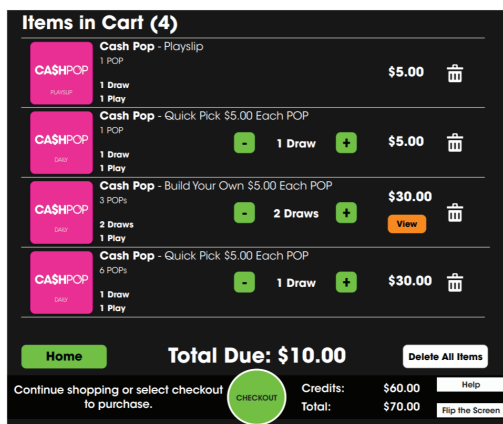 Items in Cart (4)
Cash Pop - Playslip
1 POP
CA$HPOP
PLAYSLIP
1 Draw
1 Play
$5.00
Cash Pop - Quick Pick $5.00 Each POP
1 POP
CA$HPOP
DAILY
1 Draw
1 Play
- 1 Draw +
$5.00
Cash Pop - Build Your Own $5.00 Each POP
3 POPs
CA$HPOP
DAILY
2 Draws
1 Play
- 2 Draws +
$30.00
View
Cash Pop - Quick Pick $5.00 Each POP
6 POPs
CA$HPOP
DAILY
1 Draw
1 Play
- 1 Draw +
$30.00
Home
Total Due: $10.00
Delete All Items
Continue shopping or select checkout
to purchase.
CHECKOUT
Credits: $60.00
Total: $70.00
Help
Flip the Screen